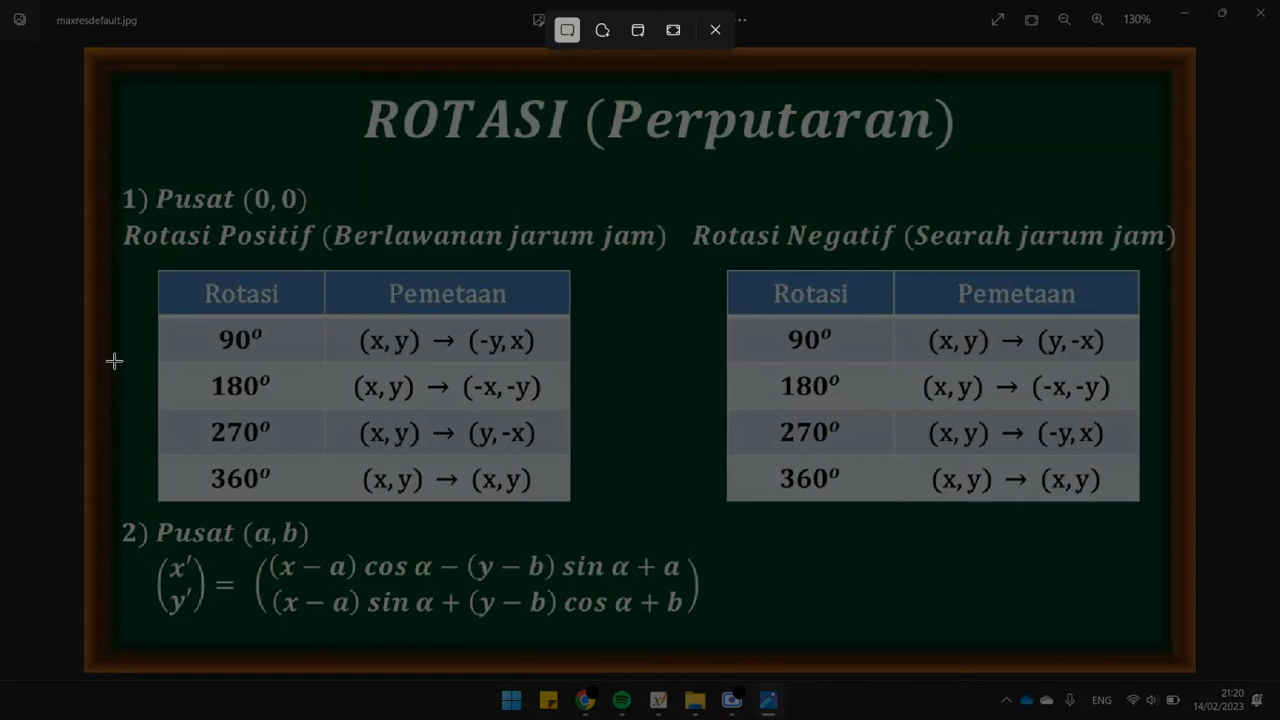 maxresdefault.jpg
130%
ROTASI (Perputaran)
1) Pusat (0, 0)
Rotasi Positif (Berlawanan jarum jam)
Rotasi Pemetaan
90° (x, y) → (-y, x)
180° (x, y) → (-x, -y)
270° (x, y) → (y, -x)
360° (x, y) → (x, y)
Rotasi Negatif (Searah jarum jam)
Rotasi Pemetaan
90° (x, y) → (y, -x)
180° (x, y) → (-x, -y)
270° (x, y) → (-y, x)
360° (x, y) → (x, y)
2) Pusat (a, b)
(x′ y′) = ((x − a) cos α − (y − b) sin α + a
(x − a) sin α + (y − b) cos α + b)
ENG
21:20
14/02/2023